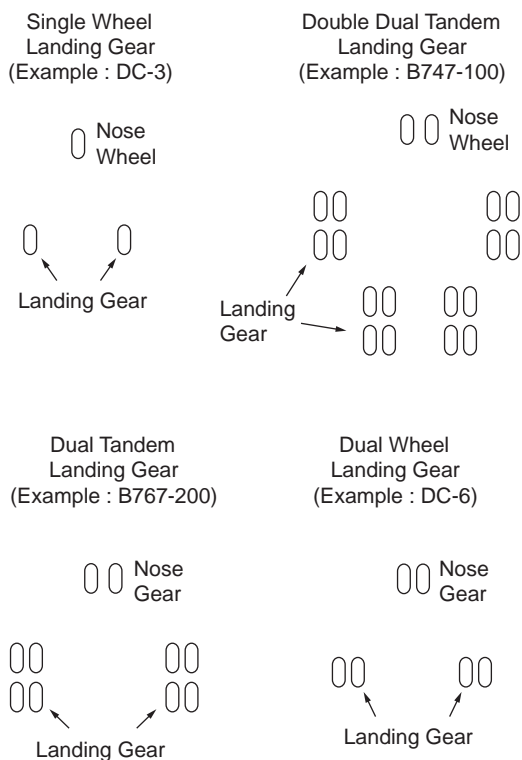 Single Wheel
Landing Gear
(Example : DC-3)
Nose
Wheel
Landing Gear
Double Dual Tandem
Landing Gear
(Example : B747-100)
Nose
Wheel
Landing
Gear
Dual Tandem
Landing Gear
(Example : B767-200)
Nose
Gear
Landing Gear
Dual Wheel
Landing Gear
(Example : DC-6)
Nose
Gear
Landing Gear